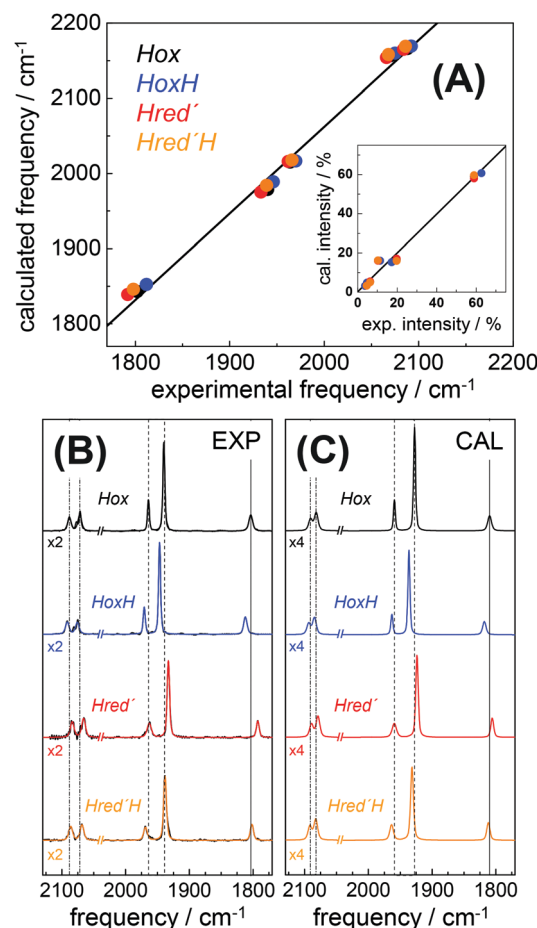 2200
2100
2000
1900
1800
calculated frequency / cm-1
Hox
HoxH
Hred´
Hred´H
(A)
60
40
20
0
cal. intensity / %
0 20 40 60
exp. intensity / %
1800 1900 2000 2100 2200
experimental frequency / cm-1
(B) EXP
Hox
x2
HoxH
x2
Hred´
x2
Hred´H
x2
2100 2000 1900 1800
frequency / cm-1
(C) CAL
Hox
x4
HoxH
x4
Hred´
x4
Hred´H
x4
2100 2000 1900 1800
frequency / cm-1